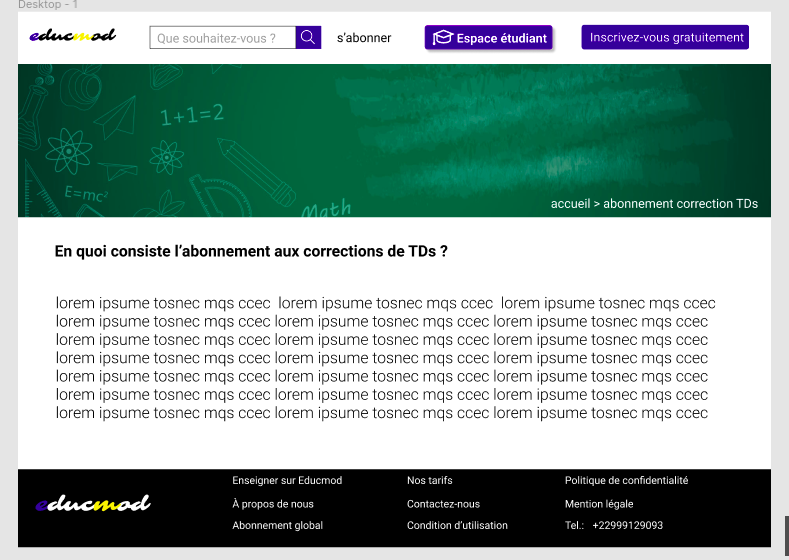 Desktop - 1
educmod
Que souhaitez-vous ?
s'abonner
Espace étudiant
Inscrivez-vous gratuitement
1+1=2
E=mc²
Math
accueil > abonnement correction TDs
En quoi consiste l'abonnement aux corrections de TDs ?
lorem ipsume tosnec mqs ccec lorem ipsume tosnec mqs ccec lorem ipsume tosnec mqs ccec
lorem ipsume tosnec mqs ccec lorem ipsume tosnec mqs ccec lorem ipsume tosnec mqs ccec
lorem ipsume tosnec mqs ccec lorem ipsume tosnec mqs ccec lorem ipsume tosnec mqs ccec
lorem ipsume tosnec mqs ccec lorem ipsume tosnec mqs ccec lorem ipsume tosnec mqs ccec
lorem ipsume tosnec mqs ccec lorem ipsume tosnec mqs ccec lorem ipsume tosnec mqs ccec
lorem ipsume tosnec mqs ccec lorem ipsume tosnec mqs ccec lorem ipsume tosnec mqs ccec
lorem ipsume tosnec mqs ccec lorem ipsume tosnec mqs ccec lorem ipsume tosnec mqs ccec
educmod
Enseigner sur Educmod
À propos de nous
Abonnement global
Nos tarifs
Contactez-nous
Condition d'utilisation
Politique de confidentialité
Mention légale
Tel.: +22999129093